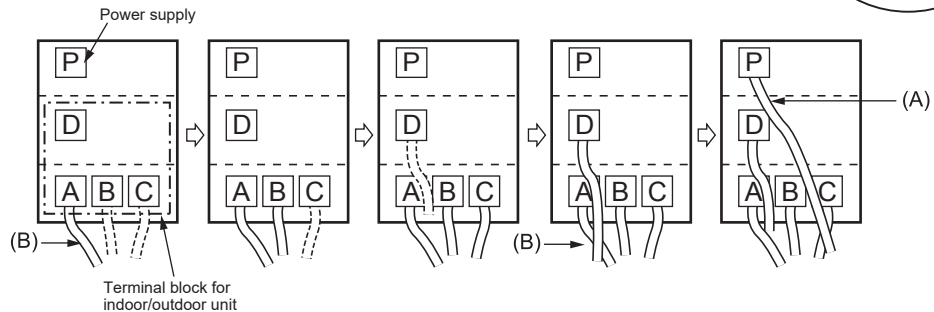 Power supply
P P P P P
(A)
D D D D D
A B C A B C A B C A B C A B C
(B) (B)
Terminal block for
indoor/outdoor unit